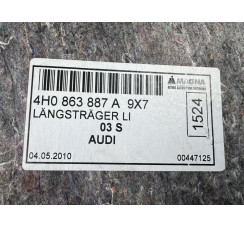 MAGNA
4H0 863 887 A 9X7
LÄNGSTRÄGER LI
03 S
AUDI
1524
04.05.2010
00447125